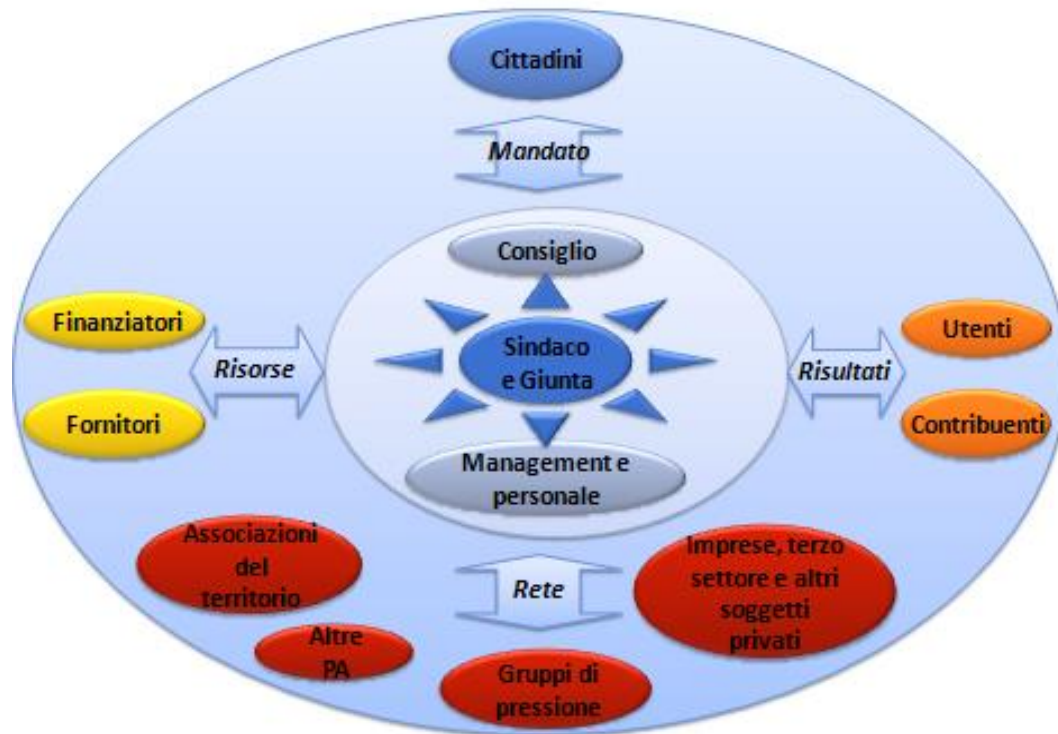 Cittadini
Mandato
Consiglio
Finanziatori
Risorse
Fornitori
Sindaco
e Giunta
Risultati
Utenti
Contribuenti
Management e
personale
Associazioni
del
territorio
Altre
PA
Rete
Gruppi di
pressione
Imprese, terzo
settore e altri
soggetti
privati